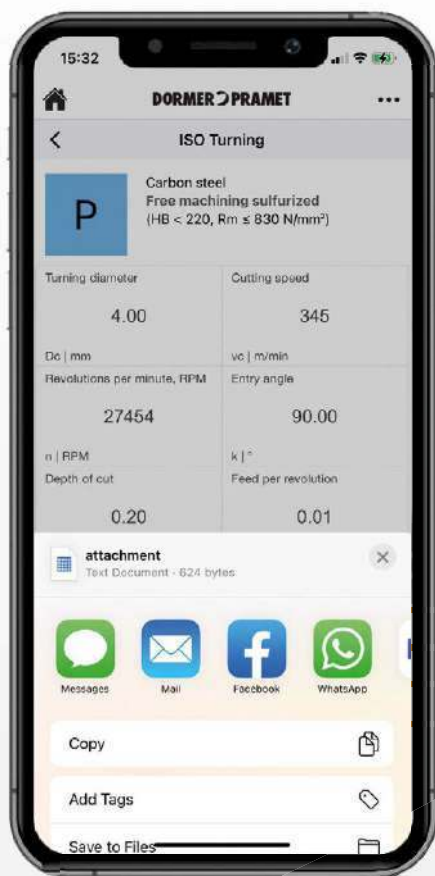 15:32
DORMER PRAMET
ISO Turning
P
Carbon steel
Free machining sulfurized
(HB < 220, Rm ≤ 830 N/mm²)
Turning diameter
Cutting speed
4.00
345
Dc | mm
vc | m/min
Revolutions per minute, RPM
Entry angle
27454
90.00
n | RPM
k | °
Depth of cut
Feed per revolution
0.20
0.01
attachment
Text Document · 624 bytes
Messages
Mail
Facebook
WhatsApp
Copy
Add Tags
Save to Files